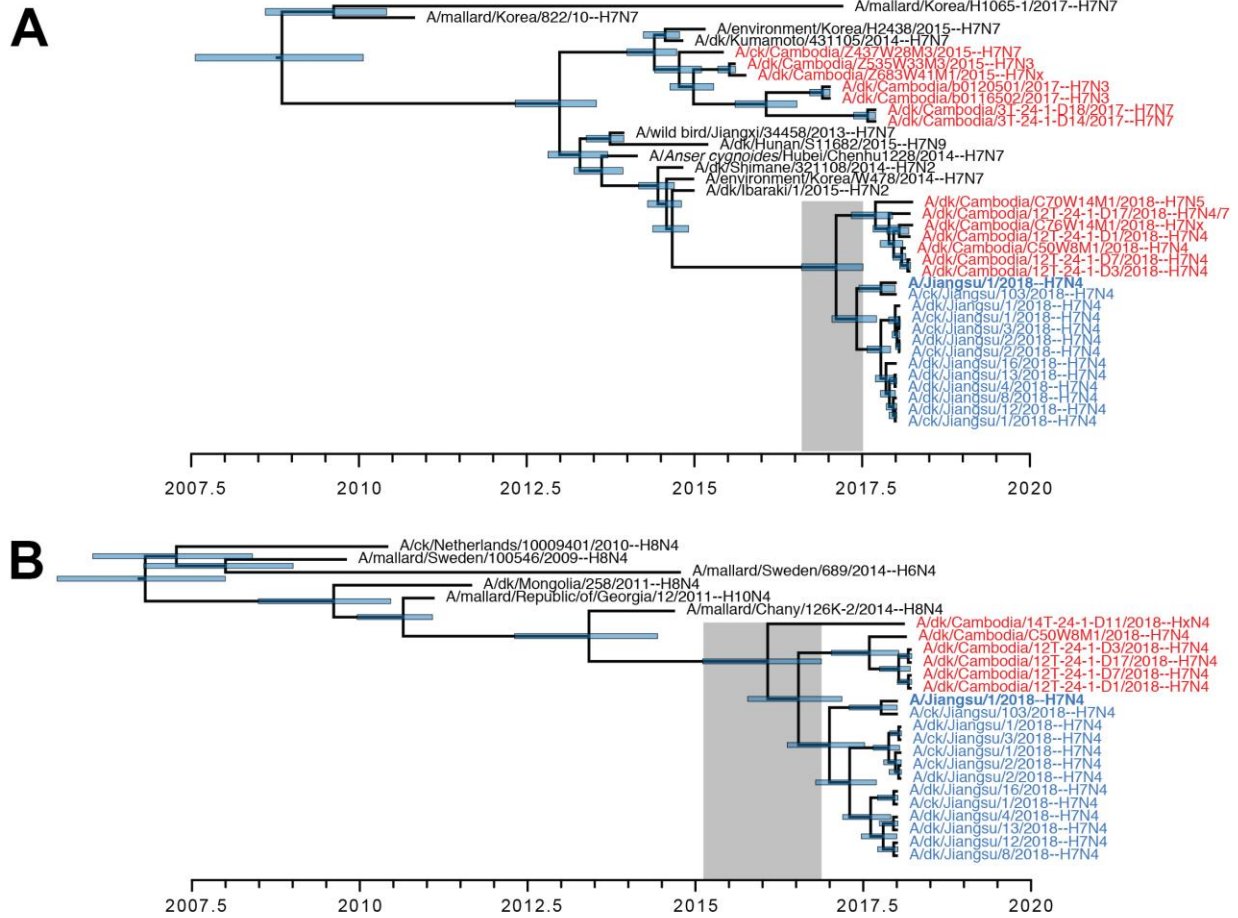 A
A/mallard/Korea/H1065-1/2017--H7N7
A/mallard/Korea/822/10--H7N7
A/environment/Korea/H2438/2015--H7N7
A/dk/Kumamoto/431105/2014--H7N7
A/ck/Cambodia/Z437W28M3/2015--H7N7
A/dk/Cambodia/Z535W33M3/2015--H7N3
A/dk/Cambodia/Z683W41M1/2015--H7Nx
A/dk/Cambodia/b0120501/2017--H7N3
A/dk/Cambodia/b0116502/2017--H7N3
A/dk/Cambodia/3T-24-1-D18/2017--H7N7
A/dk/Cambodia/3T-24-1-D14/2017--H7N7
A/wild bird/Jiangxi/34458/2013--H7N7
A/dk/Hunan/S11682/2015--H7N9
A/Anser cygnoides/Hubei/Chenhu1228/2014--H7N7
A/dk/Shimane/321108/2014--H7N2
A/environment/Korea/W478/2014--H7N7
A/dk/Ibaraki/1/2015--H7N2
A/dk/Cambodia/C70W14M1/2018--H7N5
A/dk/Cambodia/12T-24-1-D17/2018--H7N4/7
A/dk/Cambodia/C76W14M1/2018--H7Nx
A/dk/Cambodia/12T-24-1-D1/2018--H7N4
A/dk/Cambodia/C50W8M1/2018--H7N4
A/dk/Cambodia/12T-24-1-D7/2018--H7N4
A/dk/Cambodia/12T-24-1-D3/2018--H7N4
A/Jiangsu/1/2018--H7N4
A/ck/Jiangsu/103/2018--H7N4
A/dk/Jiangsu/1/2018--H7N4
A/ck/Jiangsu/1/2018--H7N4
A/ck/Jiangsu/3/2018--H7N4
A/dk/Jiangsu/2/2018--H7N4
A/ck/Jiangsu/2/2018--H7N4
A/dk/Jiangsu/16/2018--H7N4
A/dk/Jiangsu/13/2018--H7N4
A/dk/Jiangsu/4/2018--H7N4
A/dk/Jiangsu/8/2018--H7N4
A/dk/Jiangsu/12/2018--H7N4
A/ck/Jiangsu/1/2018--H7N4
2007.5 2010 2012.5 2015 2017.5 2020
B
A/ck/Netherlands/10009401/2010--H8N4
A/mallard/Sweden/100546/2009--H8N4
A/mallard/Sweden/689/2014--H6N4
A/dk/Mongolia/258/2011--H8N4
A/mallard/Republic/of/Georgia/12/2011--H10N4
A/mallard/Chany/126K-2/2014--H8N4
A/dk/Cambodia/14T-24-1-D11/2018--HxN4
A/dk/Cambodia/C50W8M1/2018--H7N4
A/dk/Cambodia/12T-24-1-D3/2018--H7N4
A/dk/Cambodia/12T-24-1-D17/2018--H7N4
A/dk/Cambodia/12T-24-1-D7/2018--H7N4
A/dk/Cambodia/12T-24-1-D1/2018--H7N4
A/Jiangsu/1/2018--H7N4
A/ck/Jiangsu/103/2018--H7N4
A/dk/Jiangsu/1/2018--H7N4
A/ck/Jiangsu/3/2018--H7N4
A/ck/Jiangsu/1/2018--H7N4
A/ck/Jiangsu/2/2018--H7N4
A/dk/Jiangsu/2/2018--H7N4
A/dk/Jiangsu/16/2018--H7N4
A/ck/Jiangsu/1/2018--H7N4
A/dk/Jiangsu/4/2018--H7N4
A/dk/Jiangsu/13/2018--H7N4
A/dk/Jiangsu/12/2018--H7N4
A/dk/Jiangsu/8/2018--H7N4
2007.5 2010 2012.5 2015 2017.5 2020